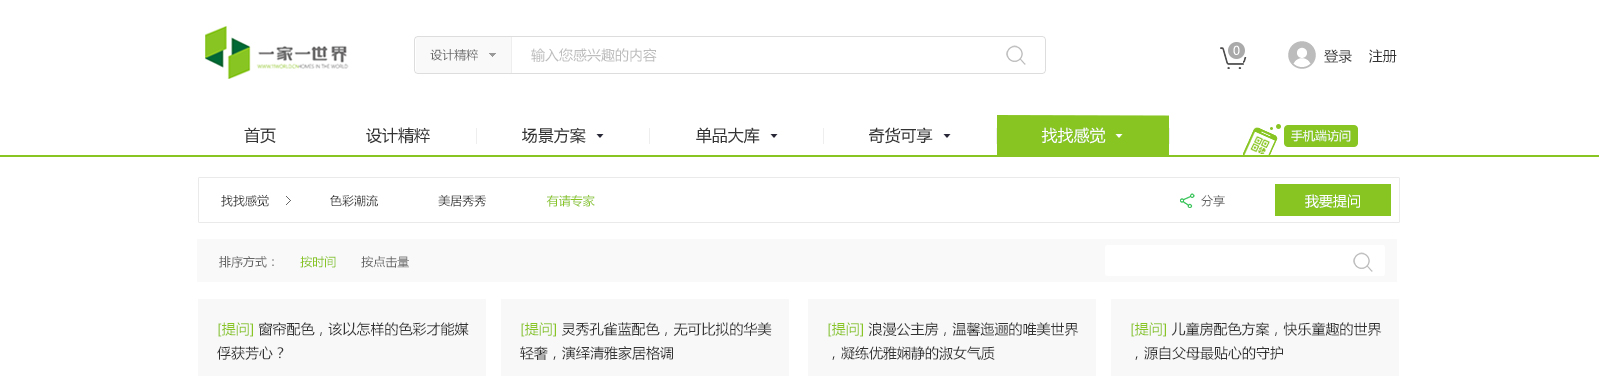 一家一世界
设计精粹 输入您感兴趣的内容 0 登录 注册
首页 设计精粹 场景方案 单品大库 奇货可享 找找感觉 手机端访问
找找感觉 色彩潮流 美居秀秀 有请专家 分享 我要提问
排序方式： 按时间 按点击量
[提问] 窗帘配色，该以怎样的色彩才能媒
俘获芳心？
[提问] 灵秀孔雀蓝配色，无可比拟的华美
轻奢，演绎清雅家居格调
[提问] 浪漫公主房，温馨迤逦的唯美世界
，凝练优雅娴静的淑女气质
[提问] 儿童房配色方案，快乐童趣的世界
，源自父母最贴心的守护